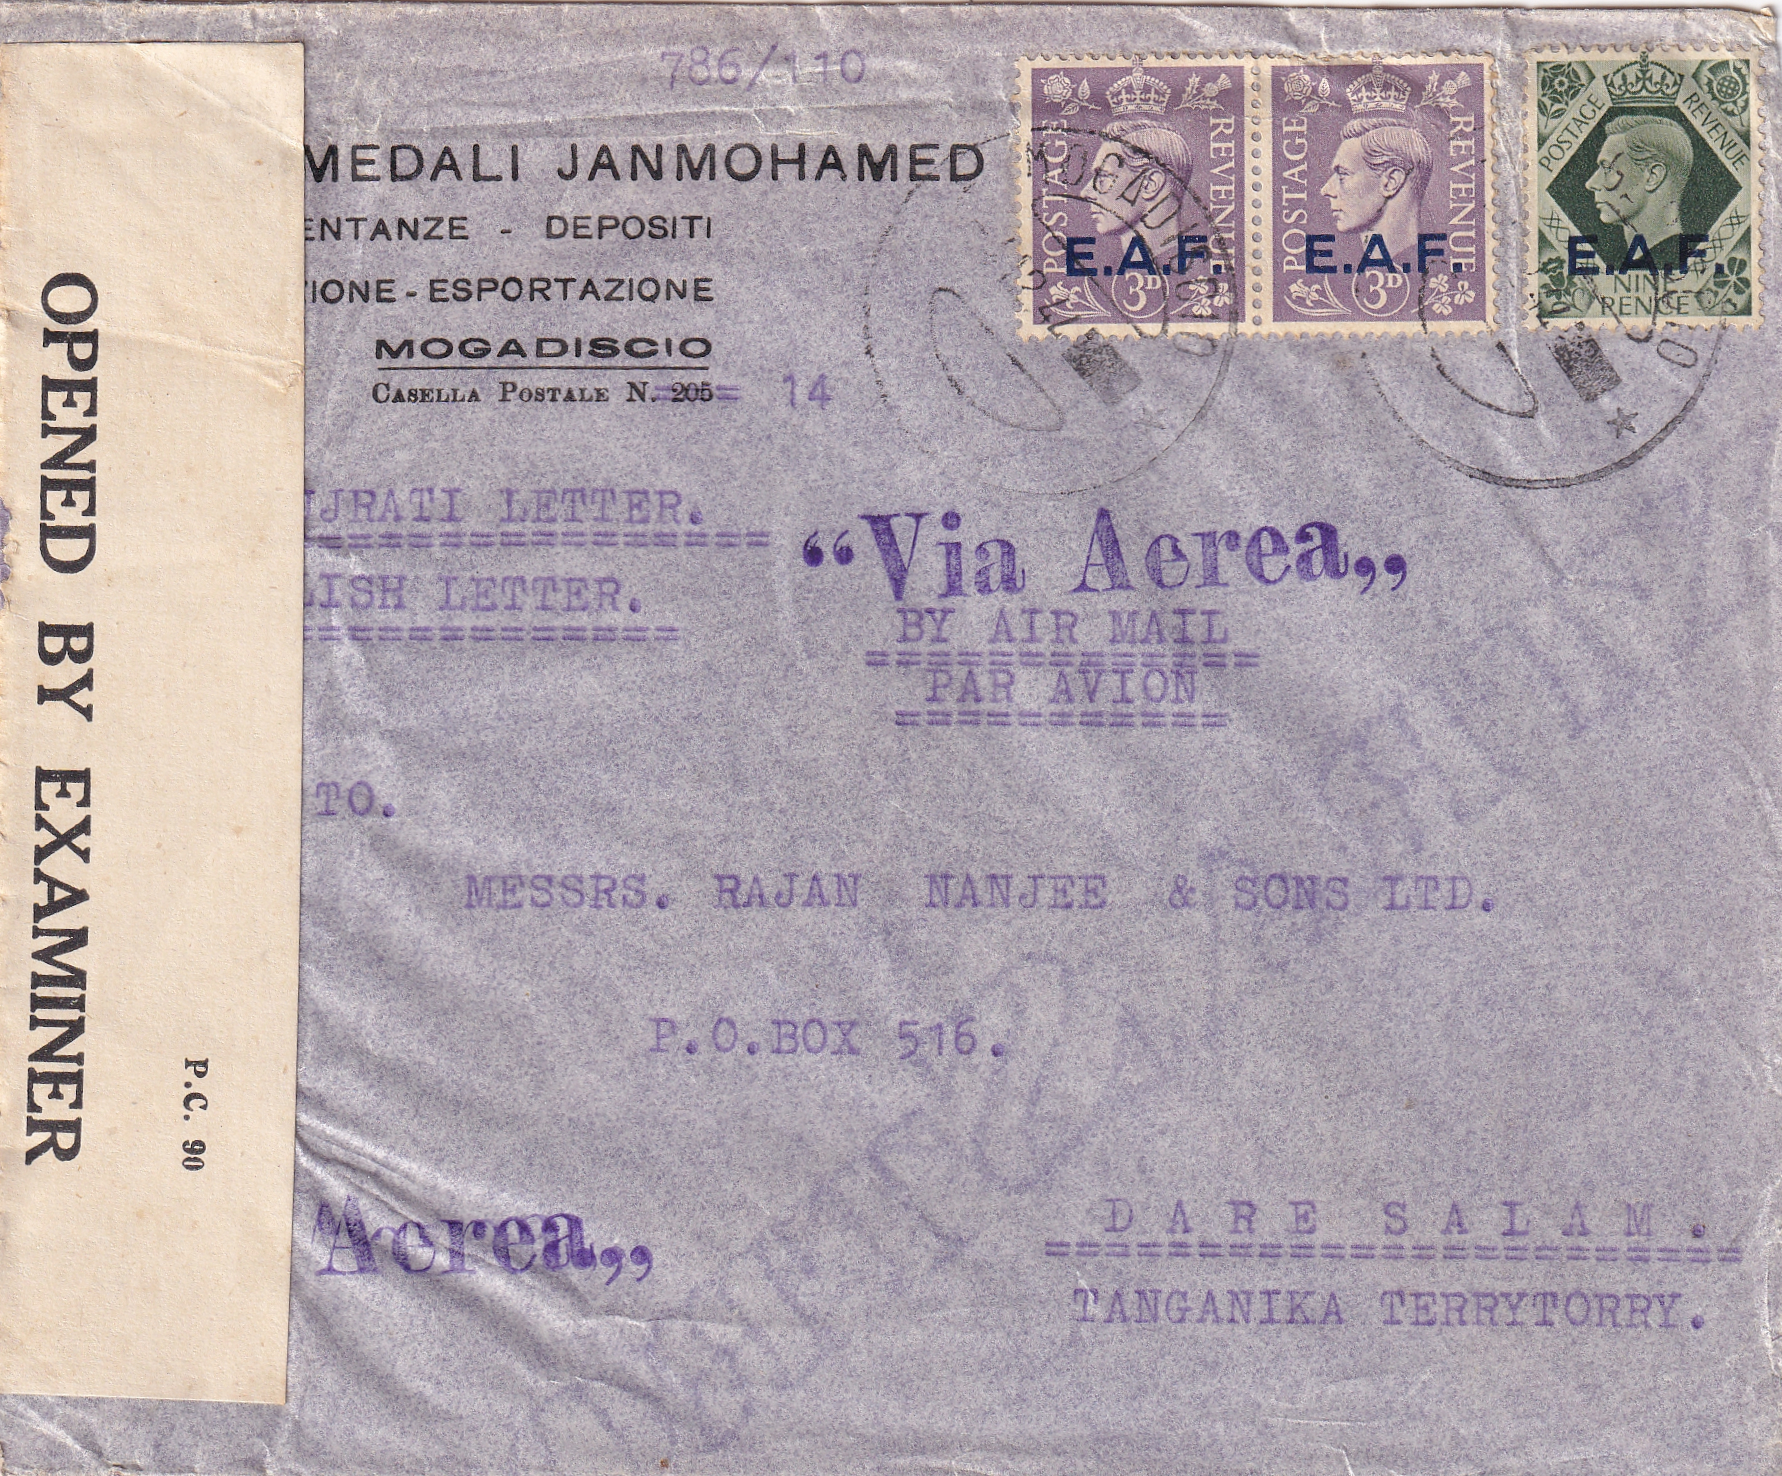 786/110
MEDALI JANMOHAMED
ENTANZE - DEPOSITI
IONE - ESPORTAZIONE
MOGADISCIO
CASELLA POSTALE N. 205 14
POSTAGE REVENUE
E.A.F.
3D
POSTAGE REVENUE
E.A.F.
3D
POSTAGE REVENUE
E.A.F.
NINE
PENCE
MOGADISCIO
JRATI LETTER.
LISH LETTER.
“Via Aerea„
BY AIR MAIL
PAR AVION
TO.
MESSRS. RAJAN NANJEE & SONS LTD.
P.O.BOX 516.
Aerea„
DARE SALAM.
TANGANIKA TERRYTORRY.
OPENED BY EXAMINER
P.C. 90